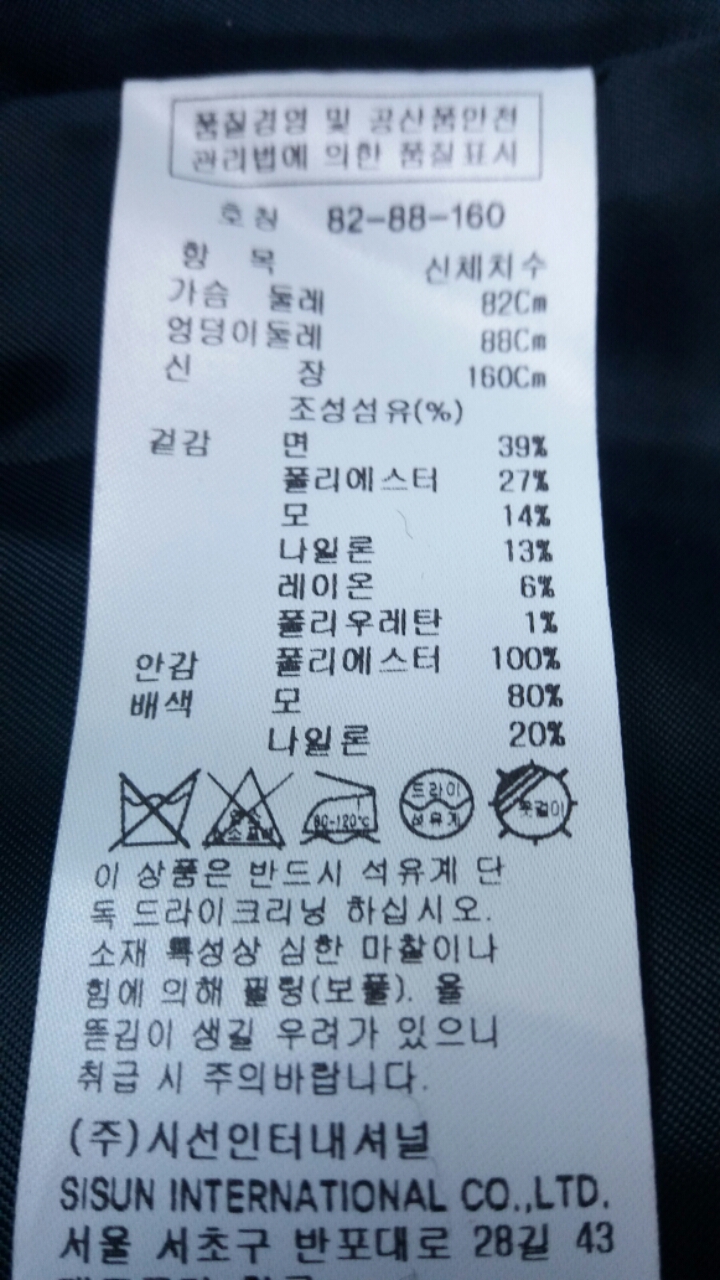 품질경영 및 공산품안전
관리법에 의한 품질표시
호칭 82-88-160
항 목 신체치수
가슴 둘레 82Cm
엉덩이둘레 88Cm
신 장 160Cm
조성섬유(%)
겉감 면 39%
폴리에스터 27%
모 14%
나일론 13%
레이온 6%
폴리우레탄 1%
안감 폴리에스터 100%
배색 모 80%
나일론 20%
80-120℃ 드라이 석유계 옷걸이
이 상품은 반드시 석유계 단
독 드라이크리닝 하십시오.
소재 특성상 심한 마찰이나
힘에 의해 필링(보풀). 올
뜯김이 생길 우려가 있으니
취급 시 주의바랍니다.
(주)시선인터내셔널
SISUN INTERNATIONAL CO.,LTD.
서울 서초구 반포대로 28길 43